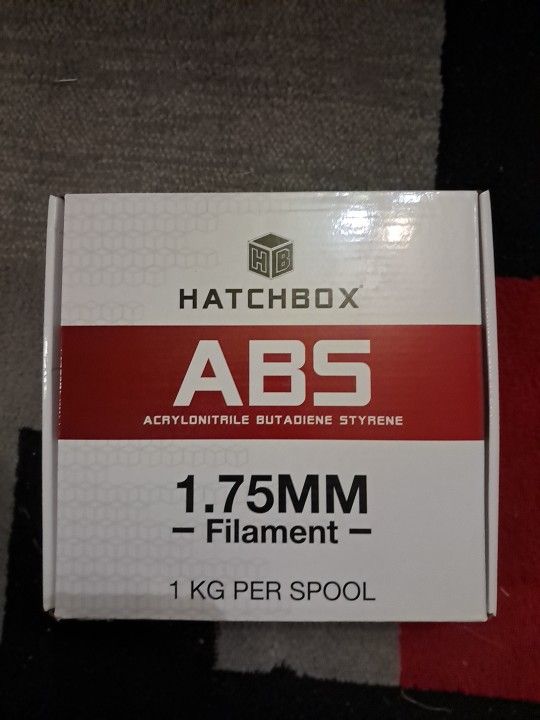 HB
HATCHBOX
ABS
ACRYLONITRILE BUTADIENE STYRENE
1.75MM
– Filament –
1 KG PER SPOOL